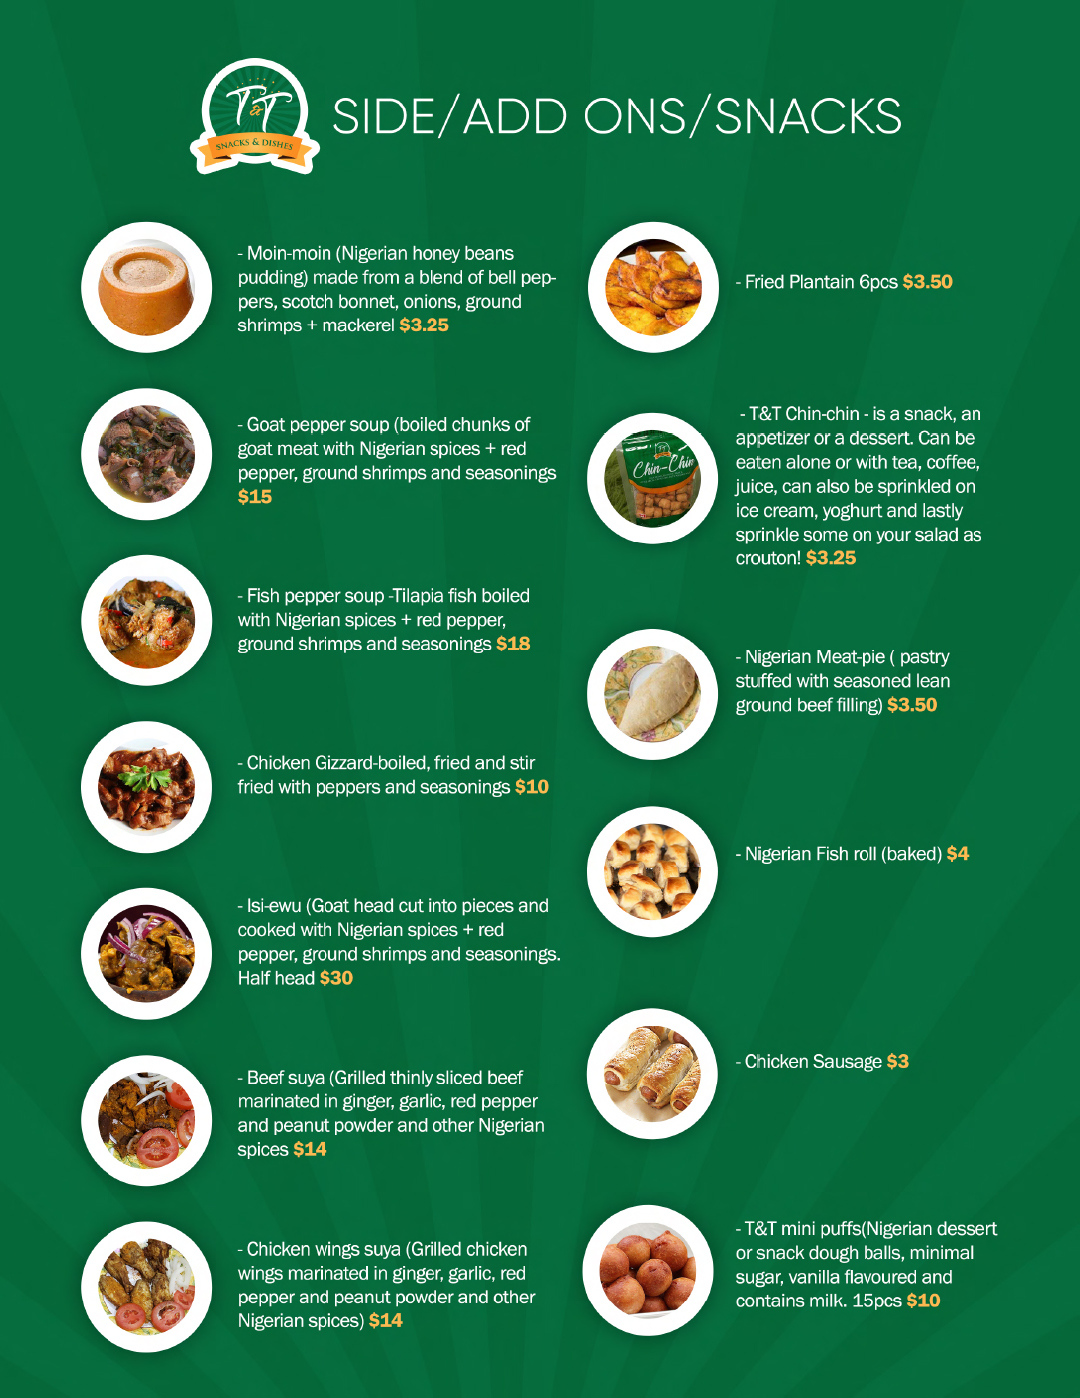 T&T
SNACKS & DISHES
SIDE/ADD ONS/SNACKS
- Moin-moin (Nigerian honey beans
pudding) made from a blend of bell pep-
pers, scotch bonnet, onions, ground
shrimps + mackerel $3.25
- Goat pepper soup (boiled chunks of
goat meat with Nigerian spices + red
pepper, ground shrimps and seasonings
$15
- Fish pepper soup -Tilapia fish boiled
with Nigerian spices + red pepper,
ground shrimps and seasonings $18
- Chicken Gizzard-boiled, fried and stir
fried with peppers and seasonings $10
- Isi-ewu (Goat head cut into pieces and
cooked with Nigerian spices + red
pepper, ground shrimps and seasonings.
Half head $30
- Beef suya (Grilled thinly sliced beef
marinated in ginger, garlic, red pepper
and peanut powder and other Nigerian
spices $14
- Chicken wings suya (Grilled chicken
wings marinated in ginger, garlic, red
pepper and peanut powder and other
Nigerian spices) $14
- Fried Plantain 6pcs $3.50
Chin-Chin
- T&T Chin-chin - is a snack, an
appetizer or a dessert. Can be
eaten alone or with tea, coffee,
juice, can also be sprinkled on
ice cream, yoghurt and lastly
sprinkle some on your salad as
crouton! $3.25
- Nigerian Meat-pie ( pastry
stuffed with seasoned lean
ground beef filling) $3.50
- Nigerian Fish roll (baked) $4
- Chicken Sausage $3
- T&T mini puffs(Nigerian dessert
or snack dough balls, minimal
sugar, vanilla flavoured and
contains milk. 15pcs $10